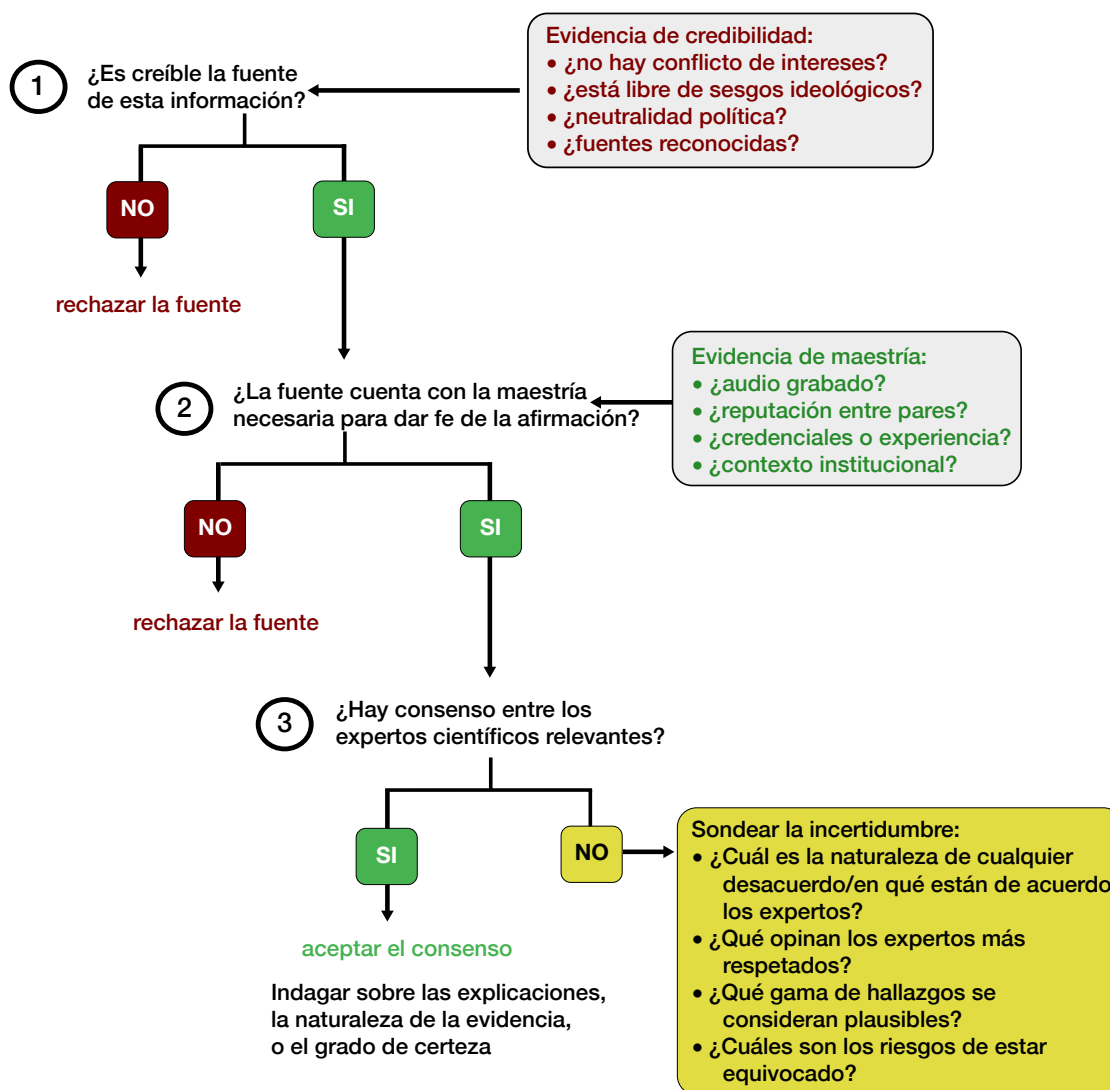 1
¿Es creíble la fuente
de esta información?
Evidencia de credibilidad:
• ¿no hay conflicto de intereses?
• ¿está libre de sesgos ideológicos?
• ¿neutralidad política?
• ¿fuentes reconocidas?
NO
SI
rechazar la fuente
2
¿La fuente cuenta con la maestría
necesaria para dar fe de la afirmación?
Evidencia de maestría:
• ¿audio grabado?
• ¿reputación entre pares?
• ¿credenciales o experiencia?
• ¿contexto institucional?
NO
SI
rechazar la fuente
3
¿Hay consenso entre los
expertos científicos relevantes?
SI
NO
aceptar el consenso
Indagar sobre las explicaciones,
la naturaleza de la evidencia,
o el grado de certeza
Sondear la incertidumbre:
• ¿Cuál es la naturaleza de cualquier
desacuerdo/en qué están de acuerdo
los expertos?
• ¿Qué opinan los expertos más
respetados?
• ¿Qué gama de hallazgos se
consideran plausibles?
• ¿Cuáles son los riesgos de estar
equivocado?